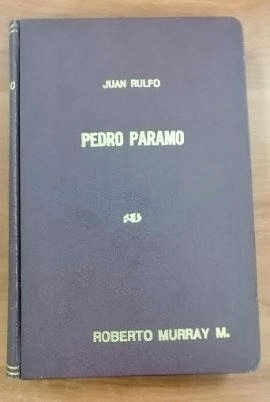 JUAN RULFO
PEDRO PARAMO
ROBERTO MURRAY M.